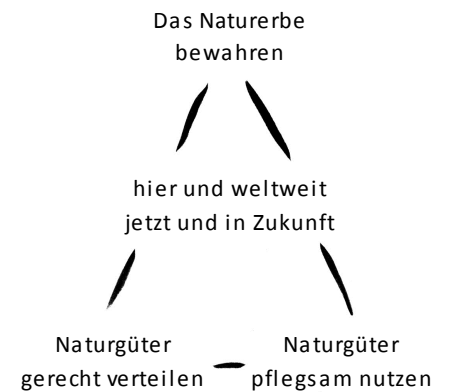 Das Naturerbe
bewahren
hier und weltweit
jetzt und in Zukunft
Naturgüter
gerecht verteilen
Naturgüter
pflegsam nutzen